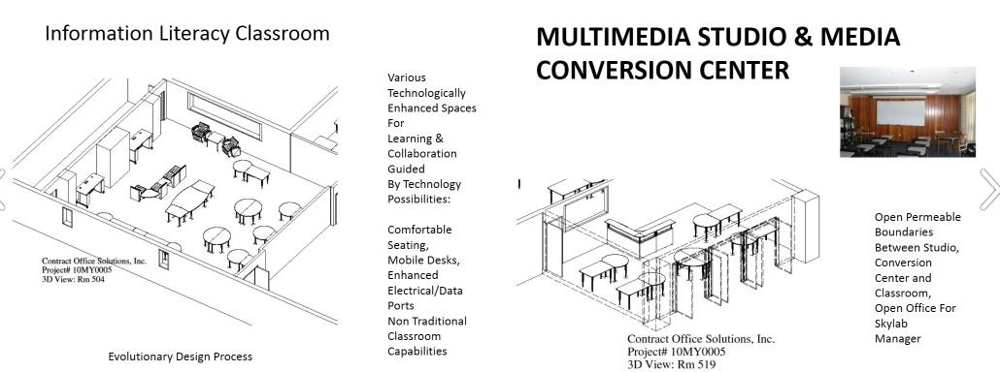 Information Literacy Classroom
Various
Technologically
Enhanced Spaces
For
Learning &
Collaboration
Guided
By Technology
Possibilities:
Comfortable
Seating,
Mobile Desks,
Enhanced
Electrical/Data
Ports
Non Traditional
Classroom
Capabilities
Contract Office Solutions, Inc.
Project# 10MY0005
3D View: Rm 504
Evolutionary Design Process
MULTIMEDIA STUDIO & MEDIA
CONVERSION CENTER
Open Permeable
Boundaries
Between Studio,
Conversion
Center and
Classroom,
Open Office For
Skylab
Manager
Contract Office Solutions, Inc.
Project# 10MY0005
3D View: Rm 519